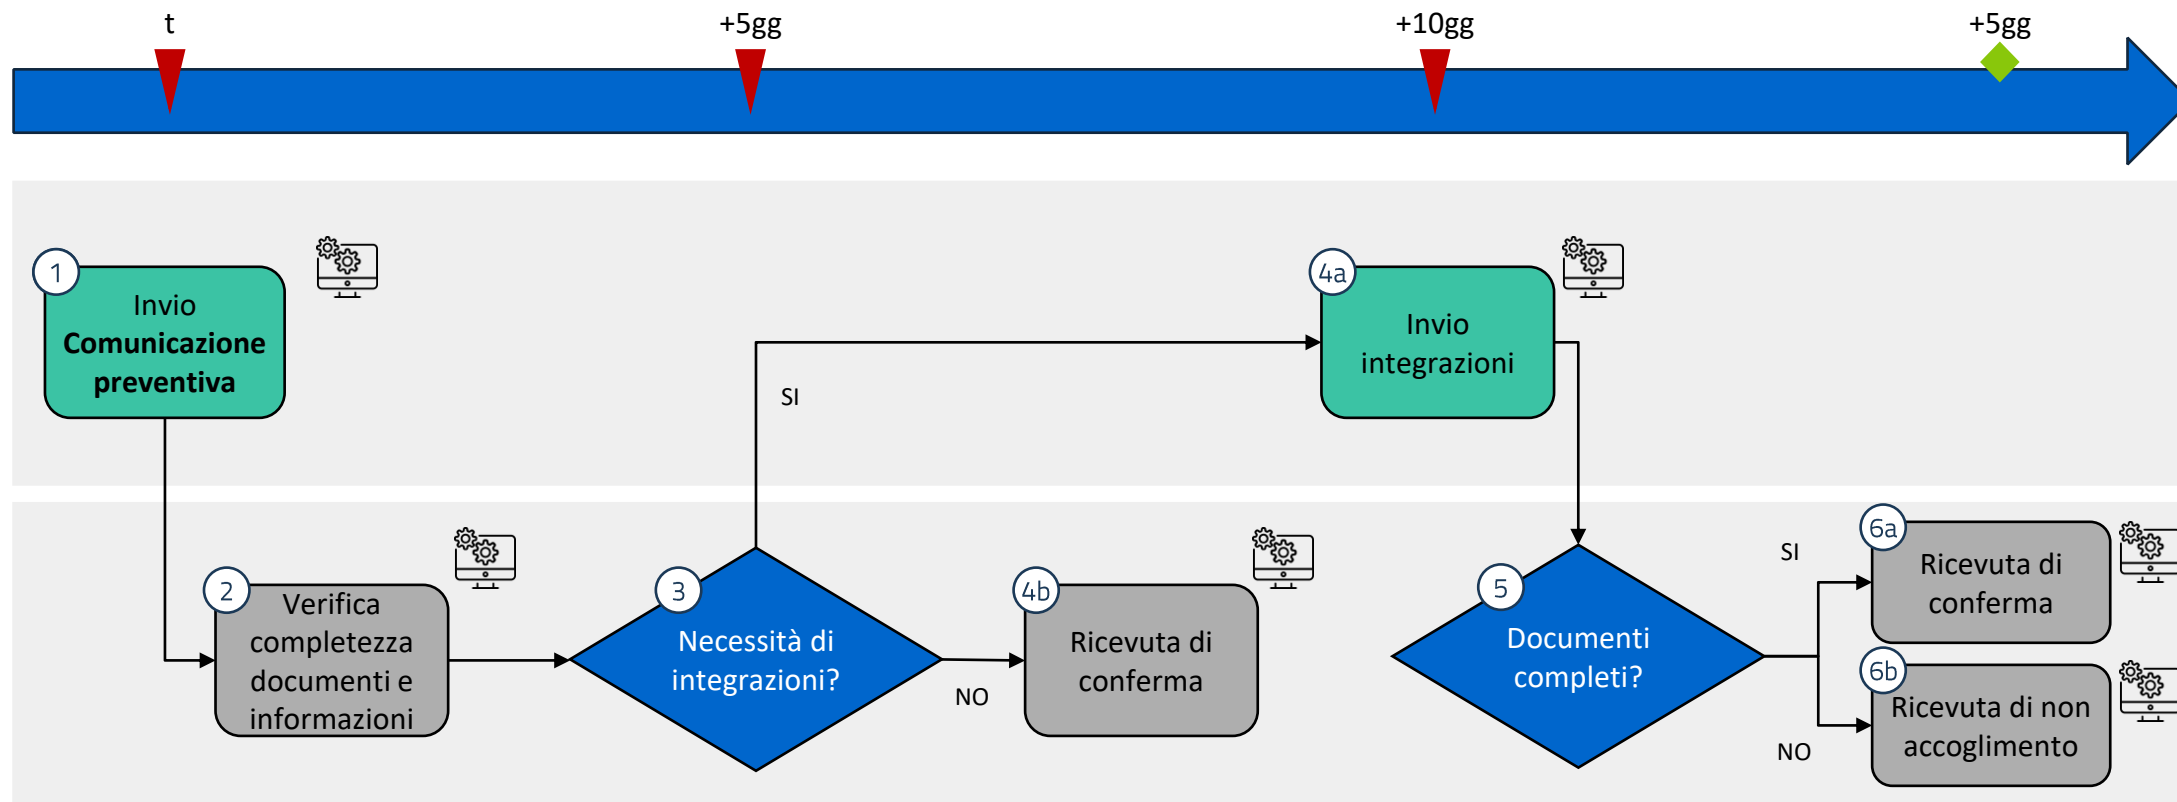 t
+5gg
+10gg
+5gg
1
Invio
Comunicazione
preventiva
4a
Invio
integrazioni
SI
2
Verifica
completezza
documenti e
informazioni
3
Necessità di
integrazioni?
NO
4b
Ricevuta di
conferma
5
Documenti
completi?
SI
6a
Ricevuta di
conferma
NO
6b
Ricevuta di non
accoglimento